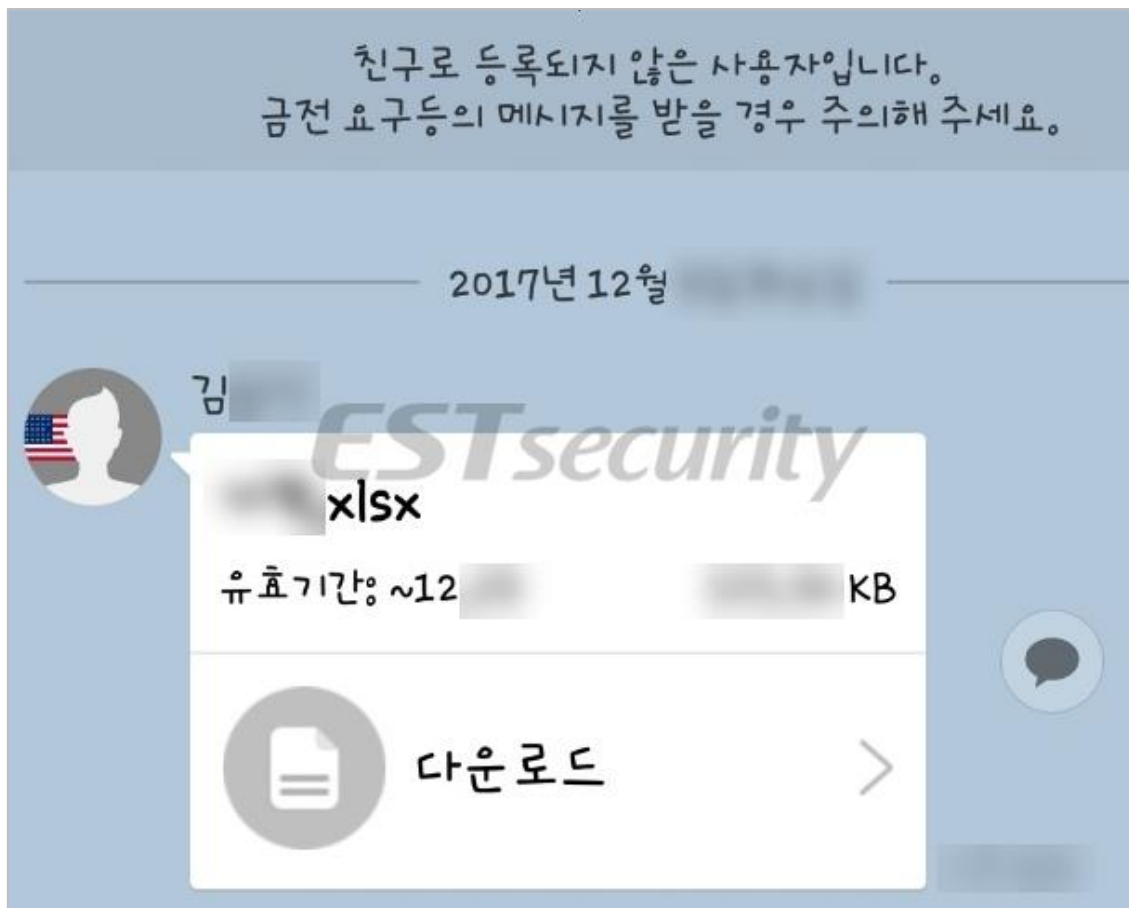 친구로 등록되지 않은 사용자입니다.
금전 요구등의 메시지를 받을 경우 주의해 주세요.
2017년 12월
김
ESTsecurity
xlsx
유효기간: ~12
KB
다운로드